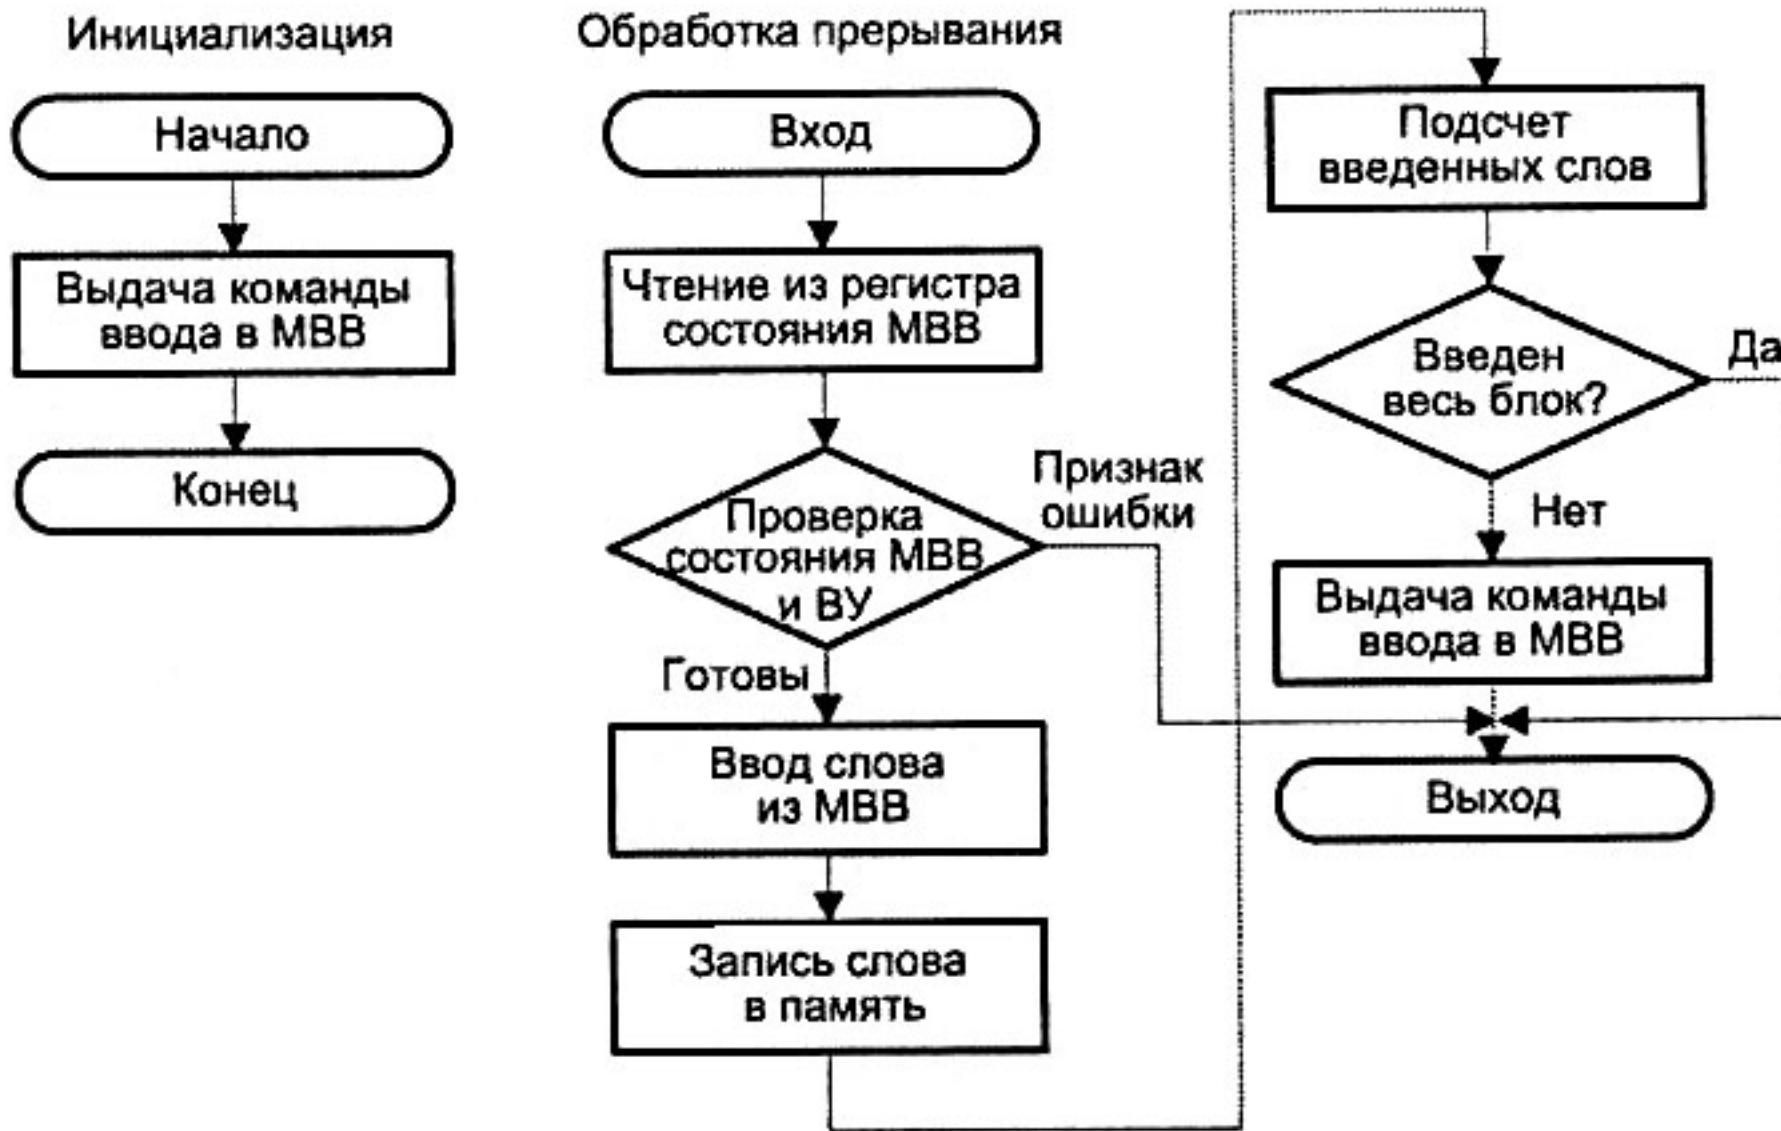 Инициализация
Начало
Выдача команды
ввода в МВВ
Конец
Обработка прерывания
Вход
Чтение из регистра
состояния МВВ
Проверка
состояния МВВ
и ВУ
Признак
ошибки
Готовы
Ввод слова
из МВВ
Запись слова
в память
Подсчет
введенных слов
Введен
весь блок?
Да
Нет
Выдача команды
ввода в МВВ
Выход